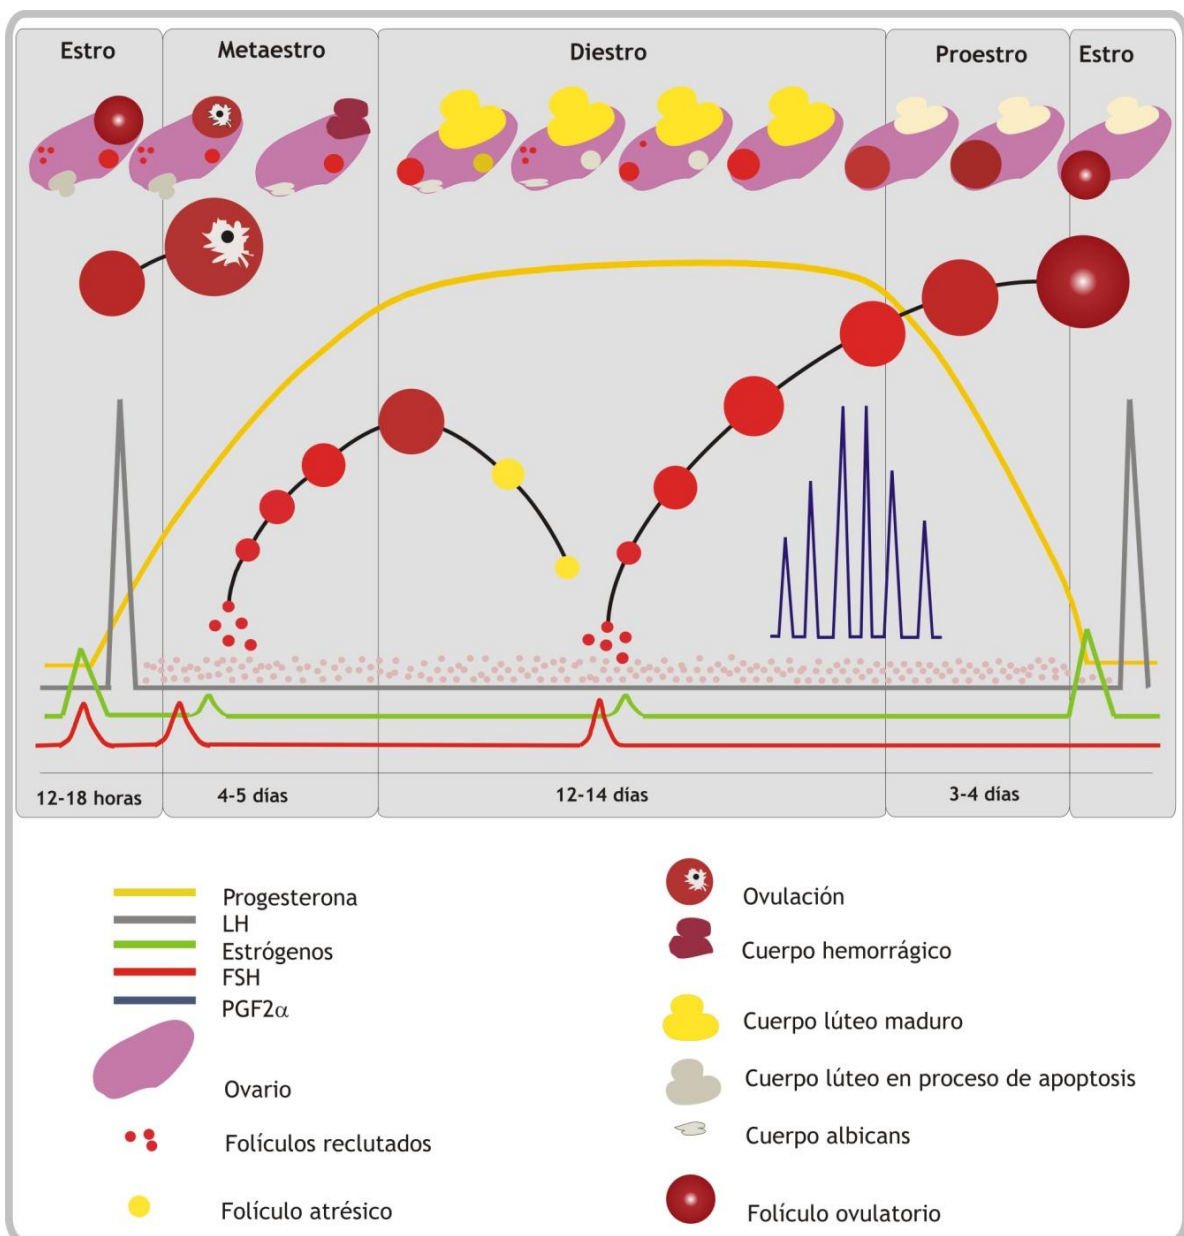 Estro
Metaestro
Diestro
Proestro
Estro
12-18 horas
4-5 días
12-14 días
3-4 días
Progesterona
LH
Estrógenos
FSH
PGF2α
Ovario
Folículos reclutados
Folículo atrésico
Ovulación
Cuerpo hemorrágico
Cuerpo lúteo maduro
Cuerpo lúteo en proceso de apoptosis
Cuerpo albicans
Folículo ovulatorio